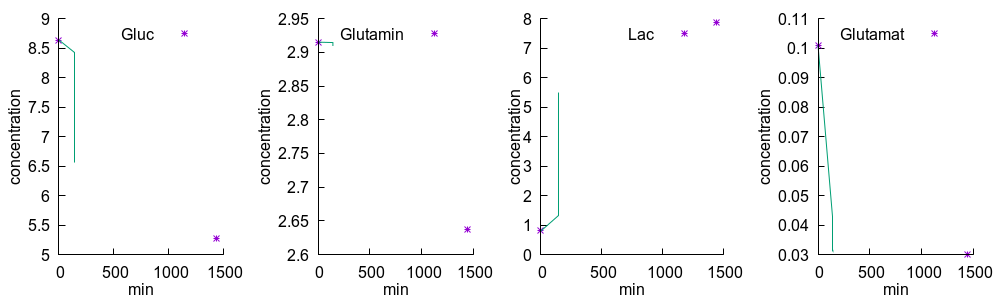 9
8.5
8
7.5
7
6.5
6
5.5
5
0 500 1000 1500
concentration
min
Gluc
2.95
2.9
2.85
2.8
2.75
2.7
2.65
2.6
0 500 1000 1500
concentration
min
Glutamin
8
7
6
5
4
3
2
1
0
0 500 1000 1500
concentration
min
Lac
0.11
0.1
0.09
0.08
0.07
0.06
0.05
0.04
0.03
0 500 1000 1500
concentration
min
Glutamat